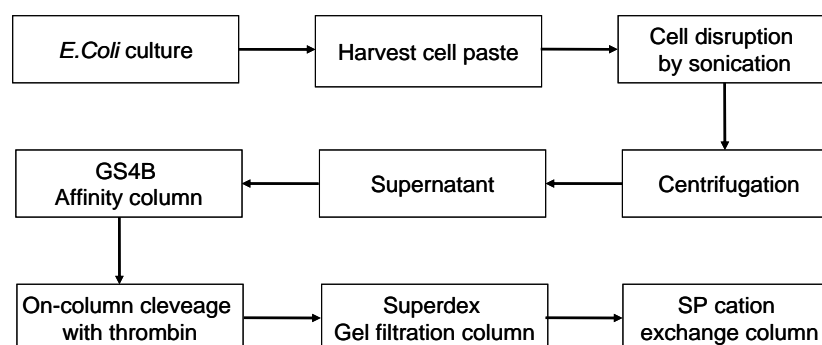 E.Coli culture
Harvest cell paste
Cell disruption
by sonication
Centrifugation
Supernatant
GS4B
Affinity column
On-column cleveage
with thrombin
Superdex
Gel filtration column
SP cation
exchange column